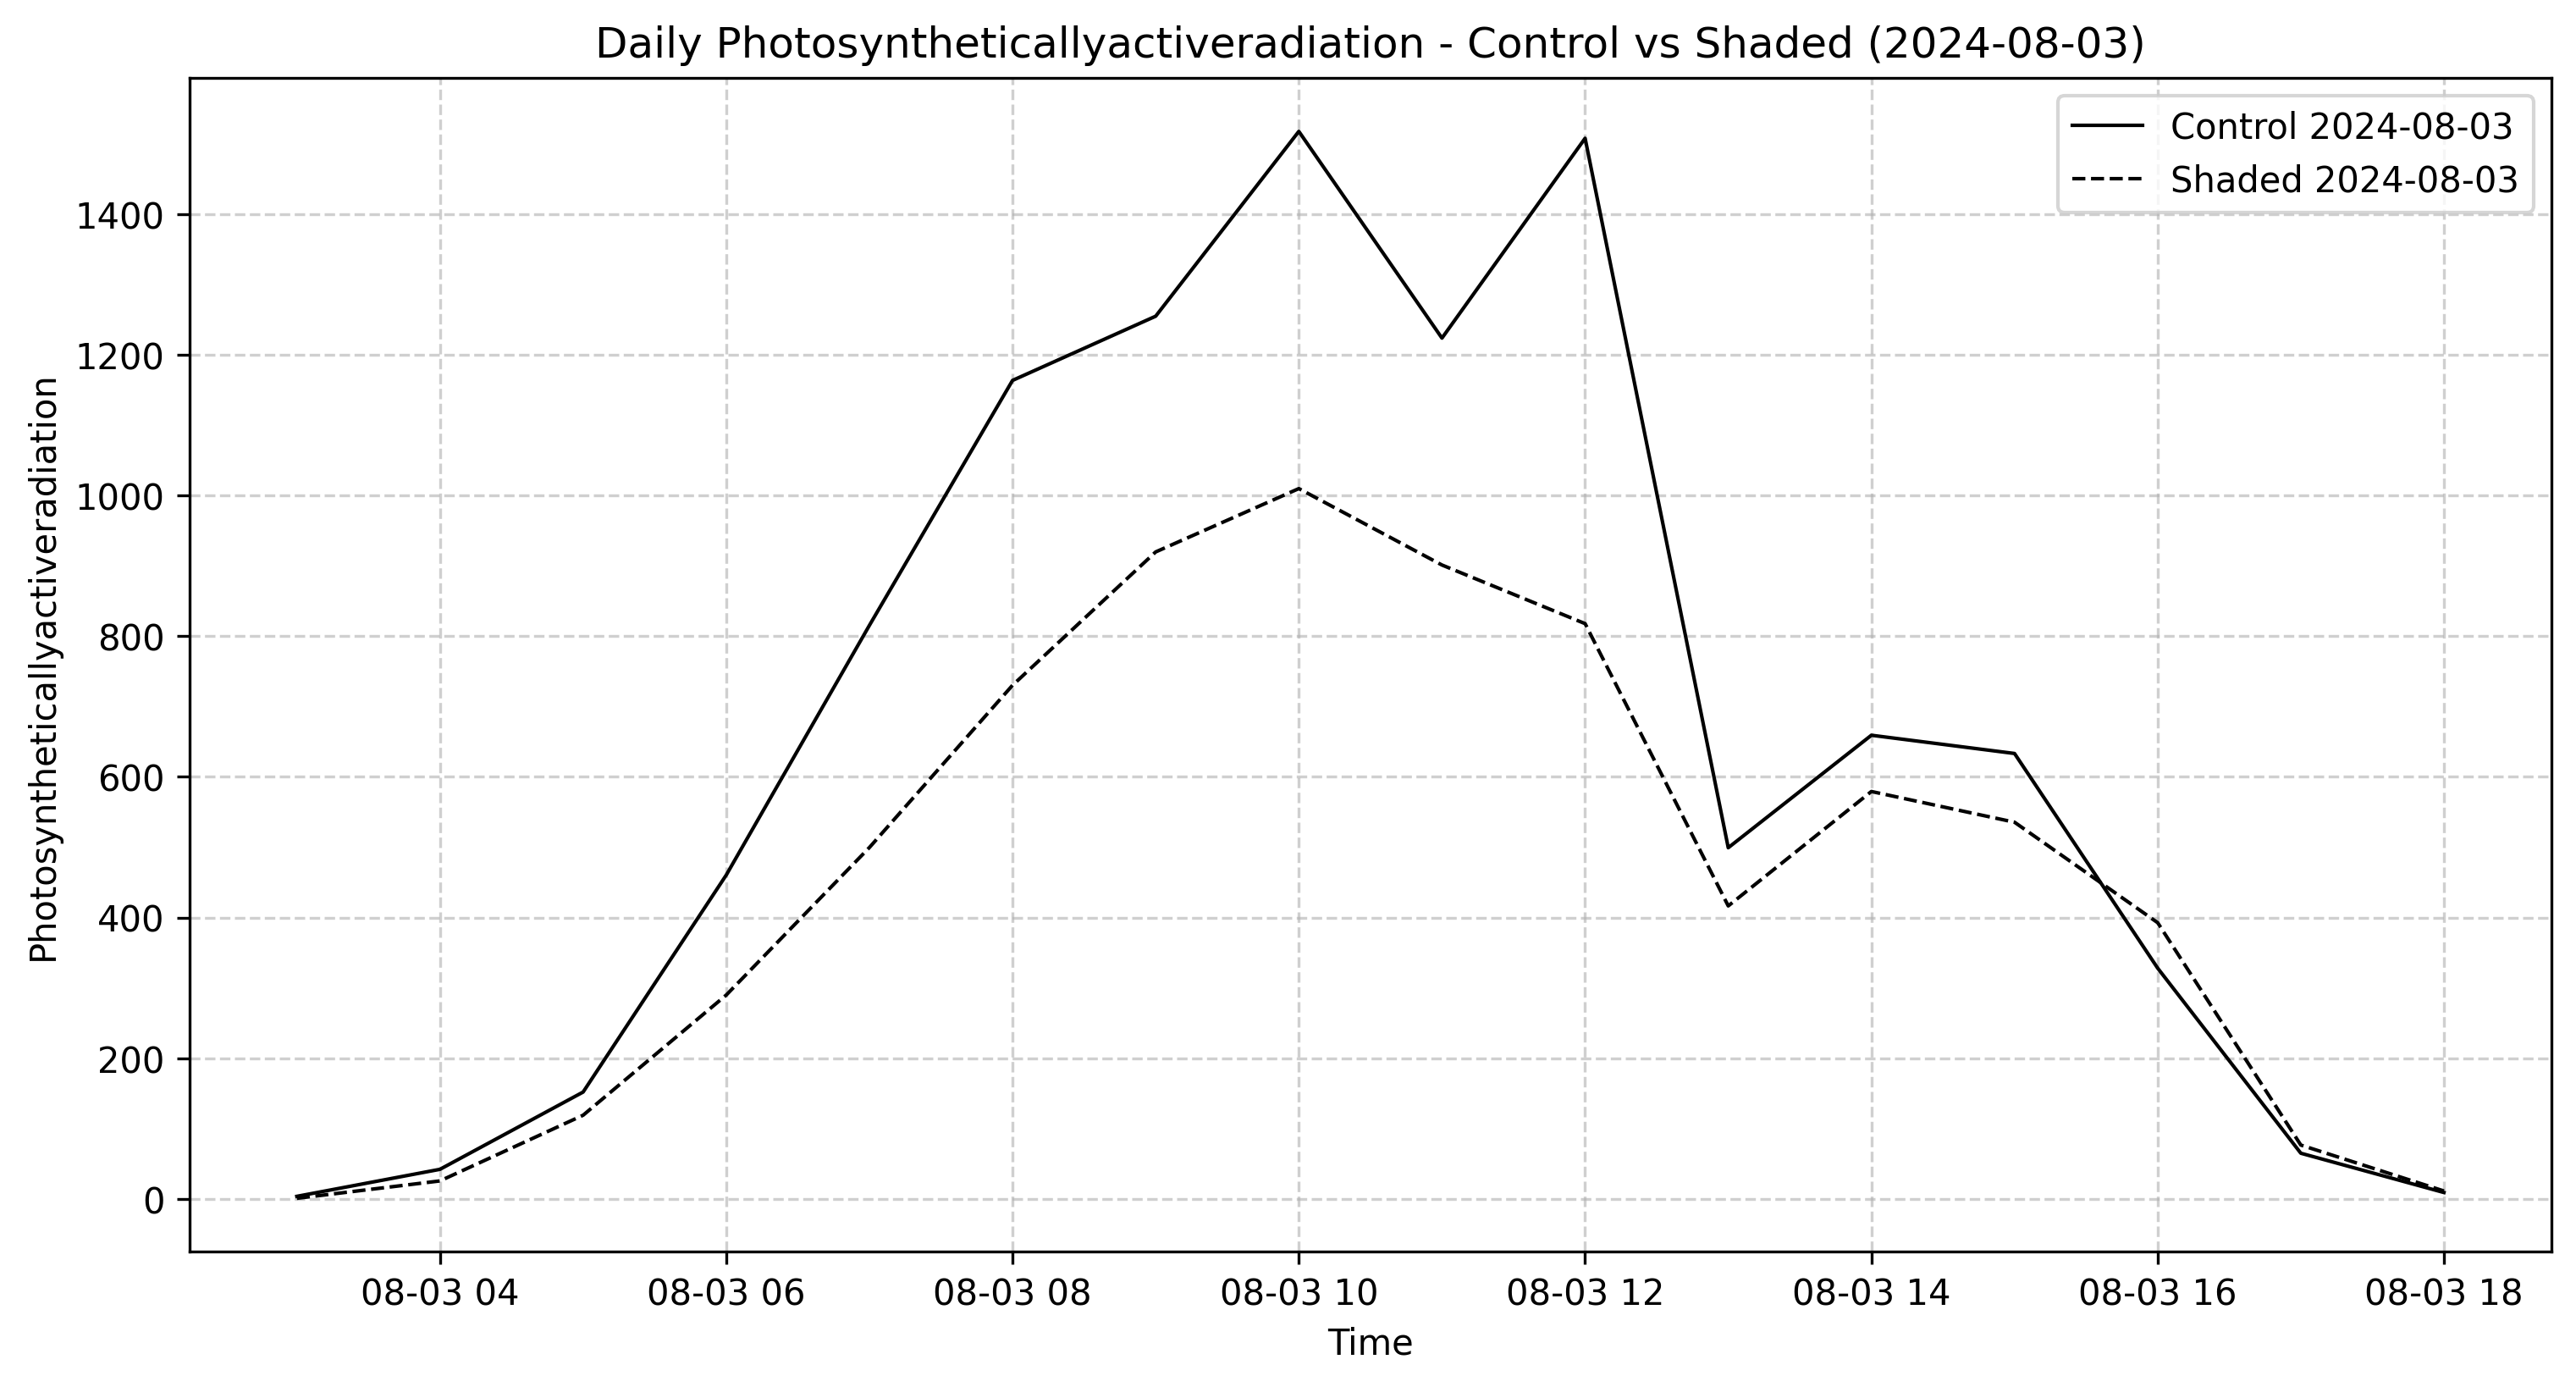 Daily Photosyntheticallyactiveradiation - Control vs Shaded (2024-08-03)
Control 2024-08-03
Shaded 2024-08-03
Photosyntheticallyactiveradiation
1400
1200
1000
800
600
400
200
0
08-03 04 08-03 06 08-03 08 08-03 10 08-03 12 08-03 14 08-03 16 08-03 18
Time